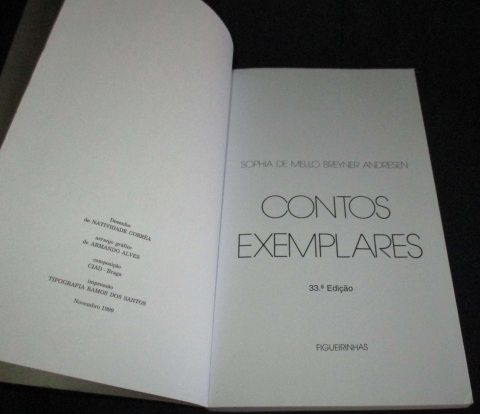 Desenho
de NATIVIDADE CORRÊA
arranjo gráfico
de ARMANDO ALVES
composição
CIAD - Braga
impressão
TIPOGRAFIA RAMOS DOS SANTOS
Novembro
SOPHIA DE MELLO BREYNER ANDRESEN
CONTOS
EXEMPLARES
33.ª Edição
FIGUEIRINHAS